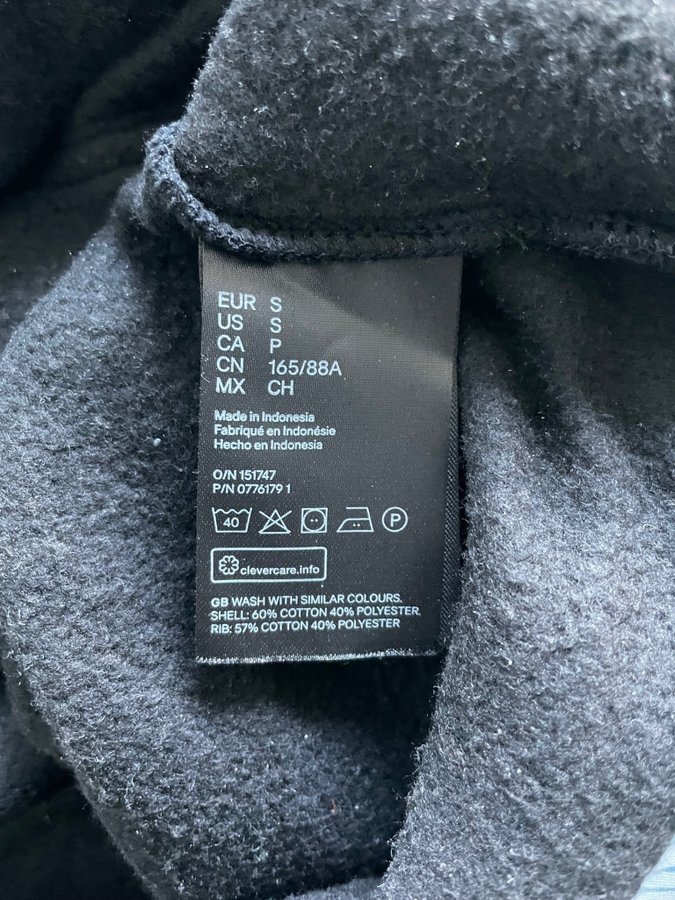 EUR S
US S
CA P
CN 165/88A
MX CH
Made in Indonesia
Fabriqué en Indonésie
Hecho en Indonesia
O/N 151747
P/N 0776179 1
40 P
clevercare.info
GB WASH WITH SIMILAR COLOURS.
SHELL: 60% COTTON 40% POLYESTER.
RIB: 57% COTTON 40% POLYESTER